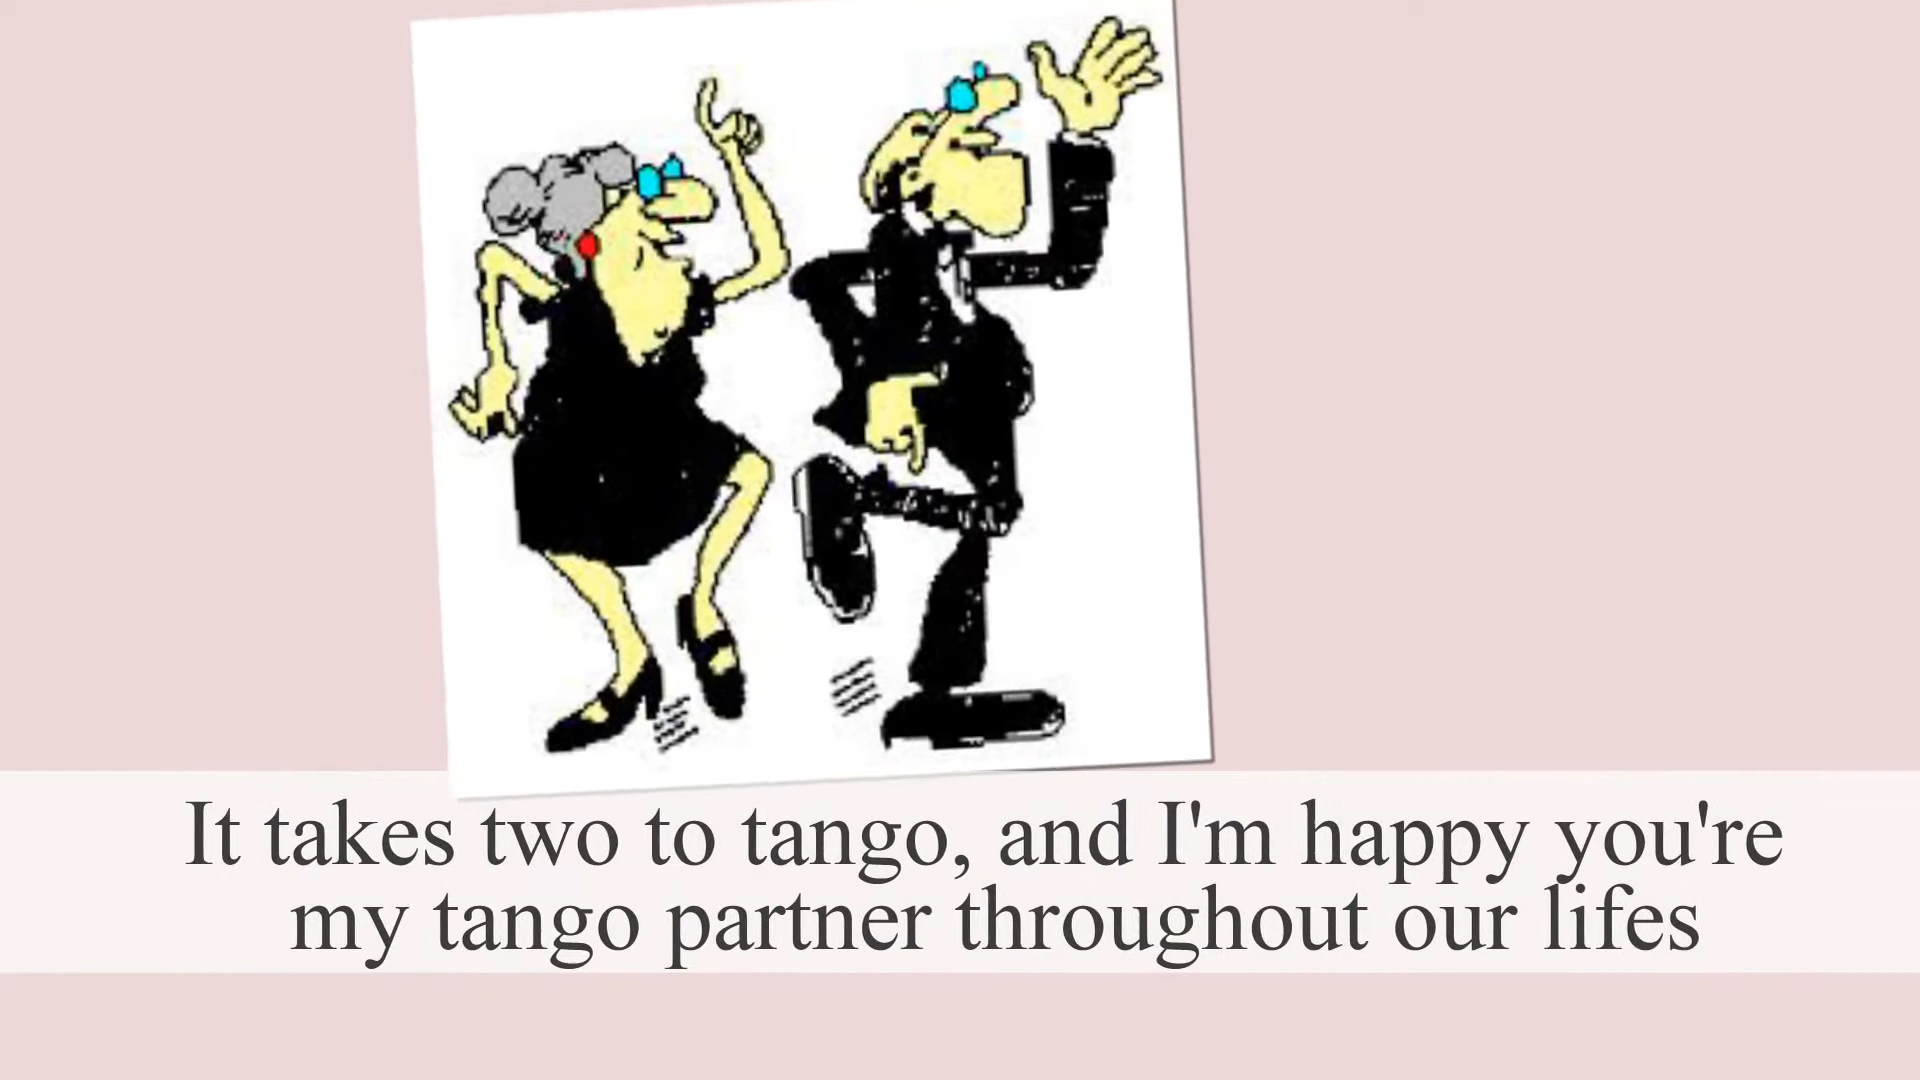 It takes two to tango, and I'm happy you're
my tango partner throughout our lifes